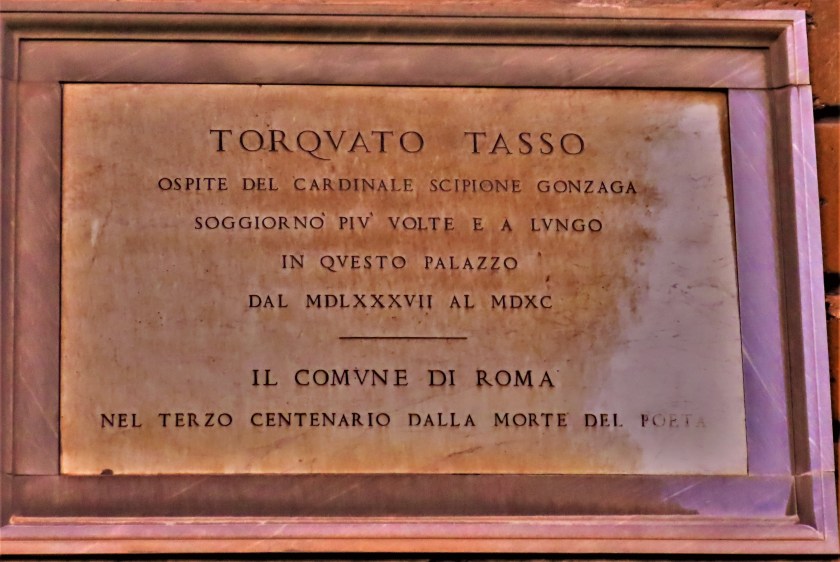 TORQVATO TASSO
OSPITE DEL CARDINALE SCIPIONE GONZAGA
SOGGIORNO' PIV' VOLTE E A LVNGO
IN QVESTO PALAZZO
DAL MDLXXXVII AL MDXC
IL COMVNE DI ROMA
NEL TERZO CENTENARIO DALLA MORTE DEL POETA